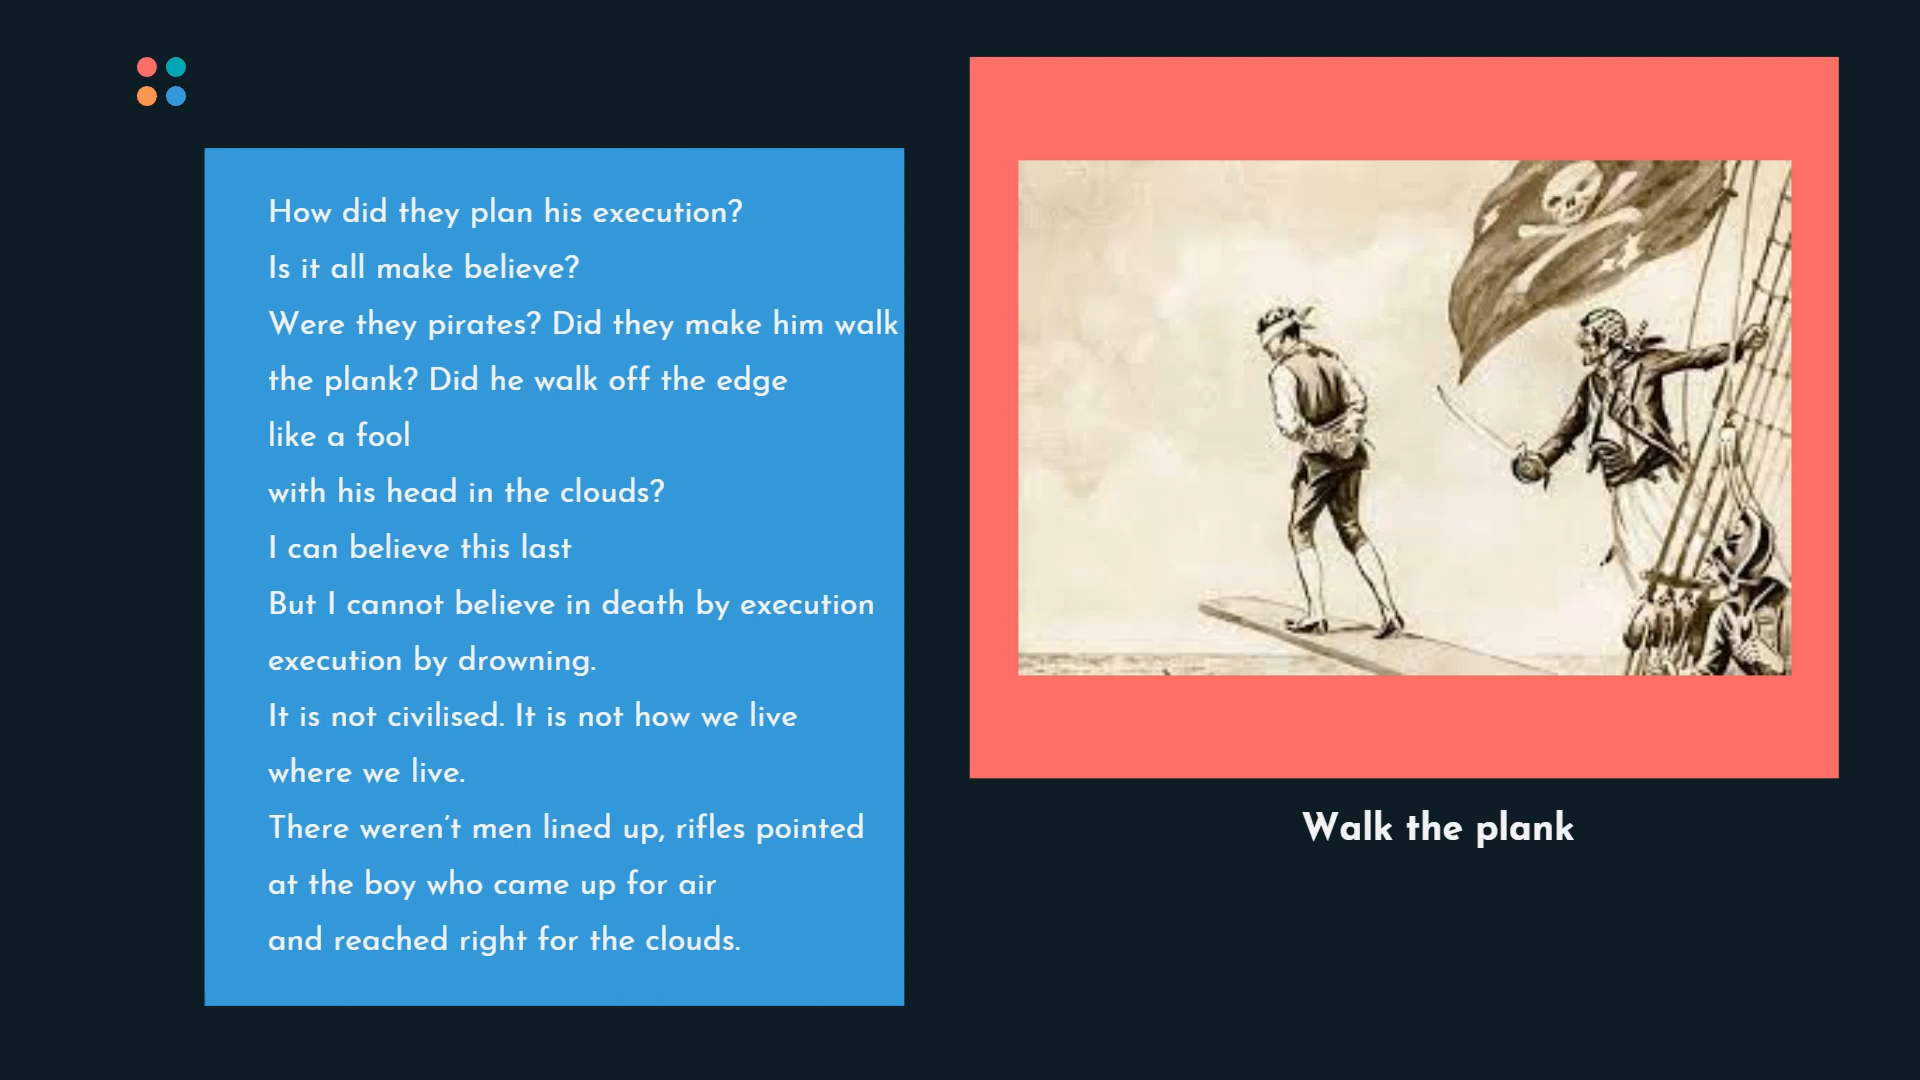 How did they plan his execution?
Is it all make believe?
Were they pirates? Did they make him walk
the plank? Did he walk off the edge
like a fool
with his head in the clouds?
I can believe this last
But I cannot believe in death by execution
execution by drowning.
It is not civilised. It is not how we live
where we live.
There weren’t men lined up, rifles pointed
at the boy who came up for air
and reached right for the clouds.
Walk the plank